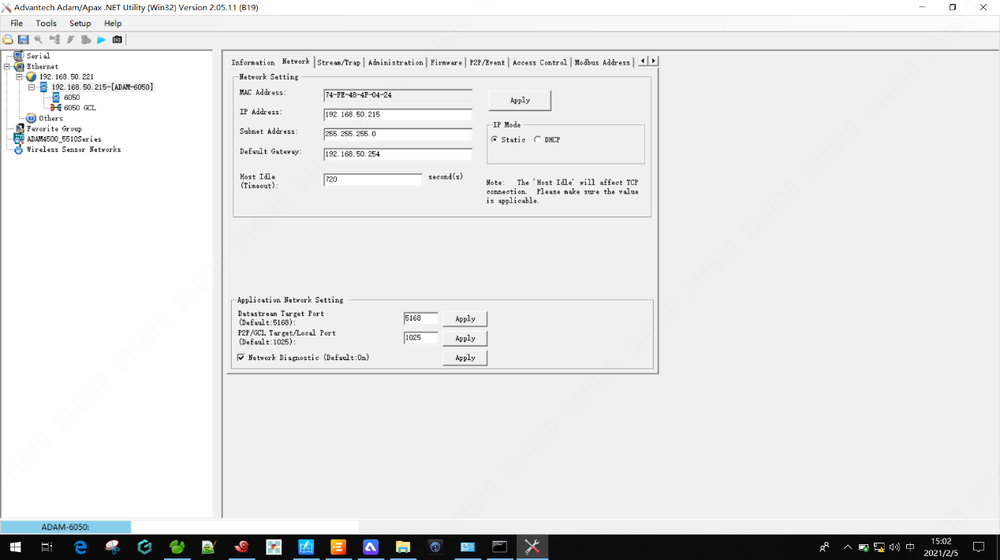 Advantech Adam/Apax .NET Utility (Win32) Version 2.05.11 (B19)
File Tools Setup Help
Serial
Ethernet
192.168.50.221
192.168.50.215-[ADAM-6050]
6050
6050 GCL
Others
Favorite Group
ADAM4500_5510Series
Wireless Sensor Networks
Information Network Stream/Trap Administration Firmware P2P/Event Access Control Modbus Address
Network Setting
MAC Address: 74-FE-48-4F-04-24
Apply
IP Address: 192.168.50.215
Subnet Address: 255.255.255.0
IP Mode
Static DHCP
Default Gateway: 192.168.50.254
Host Idle
(Timeout): 720 second(s)
Note: The 'Host Idle' will affect TCP
connection. Please make sure the value
is applicable.
Application Network Setting
Datastream Target Port
(Default:5168): 5168 Apply
P2P/GCL Target/Local Port
(Default:1025): 1025 Apply
Network Diagnostic (Default:On) Apply
ADAM-6050:
中
15:02
2021/2/5
244610 244610 244610